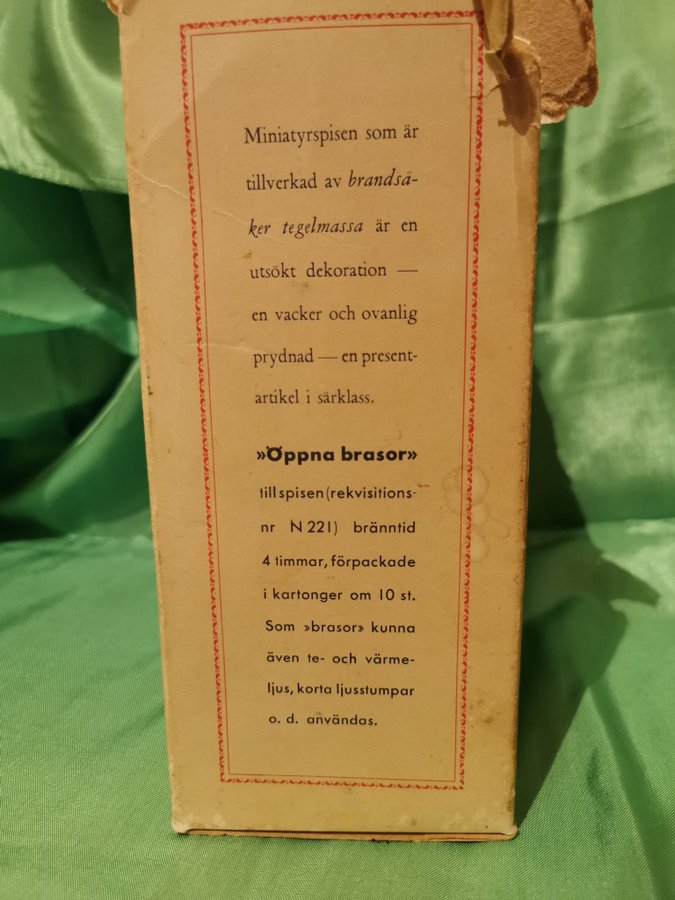 Miniatyrspisen som är
tillverkad av brandsä-
ker tegelmassa är en
utsökt dekoration —
en vacker och ovanlig
prydnad — en present-
artikel i särklass.
»Öppna brasor»
till spisen (rekvisitions-
nr N 221) bränntid
4 timmar, förpackade
i kartonger om 10 st.
Som »brasor» kunna
även te- och värme-
ljus, korta ljusstumpar
o. d. användas.